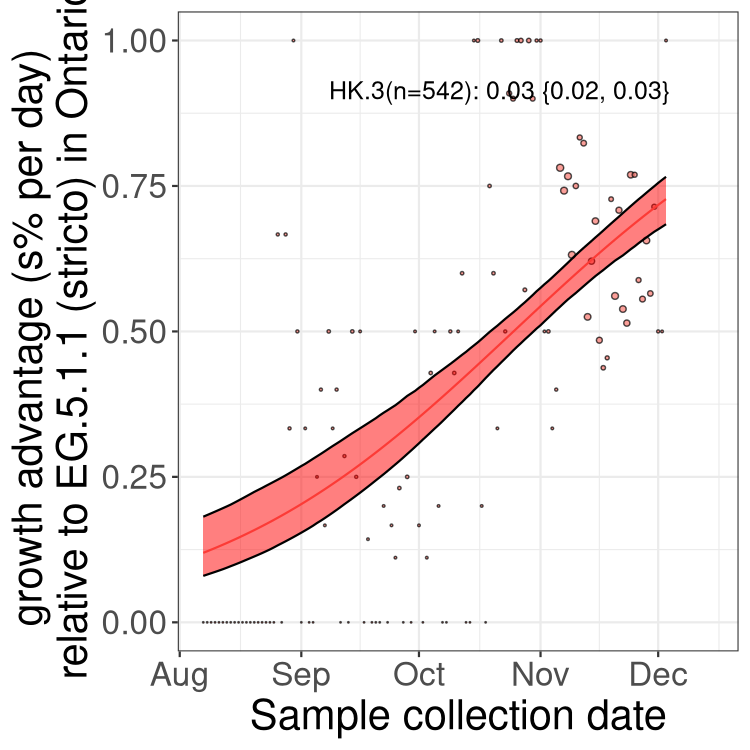 growth advantage (s% per day)
relative to EG.5.1.1 (stricto) in Ontario
1.00
0.75
0.50
0.25
0.00
HK.3(n=542): 0.03 {0.02, 0.03}
Aug Sep Oct Nov Dec
Sample collection date